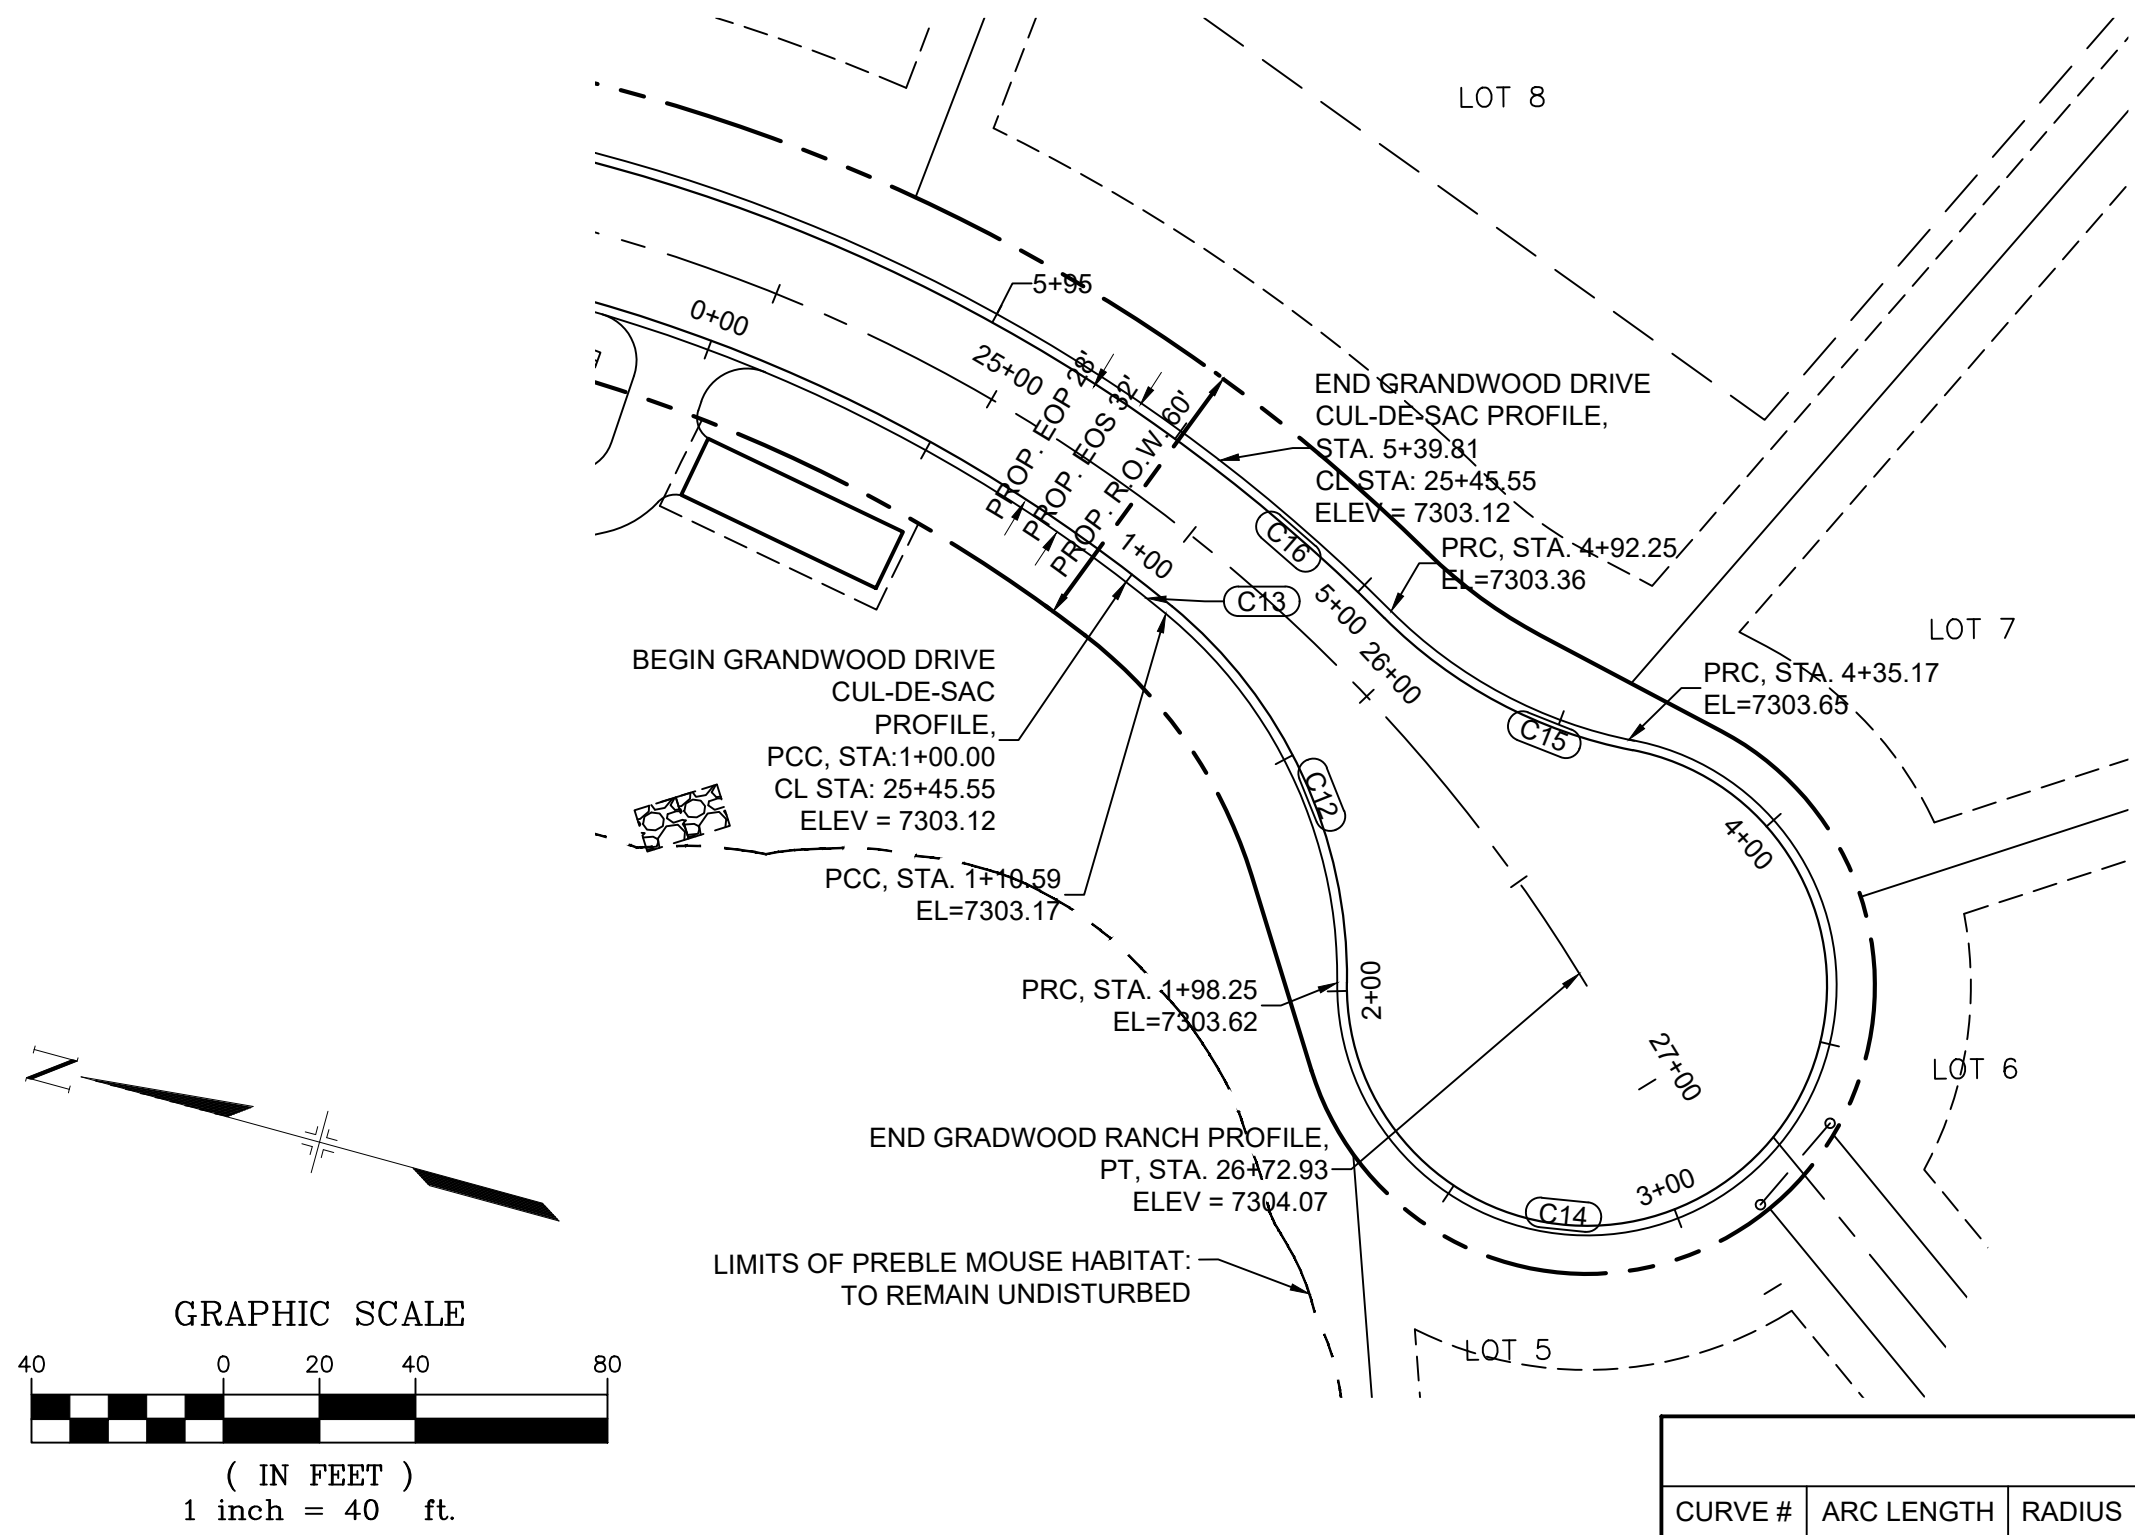 LOT 8
5+95
0+00
25+00
PROP. EOP 28'
PROP. EOS 32'
PROP. R.O.W. 60'
END GRANDWOOD DRIVE
CUL-DE-SAC PROFILE,
STA. 5+39.81
CL STA: 25+45.55
ELEV = 7303.12
C16
PRC, STA. 4+92.25
EL=7303.36
1+00
C13
5+00
26+00
LOT 7
BEGIN GRANDWOOD DRIVE
CUL-DE-SAC
PROFILE,
PCC, STA:1+00.00
CL STA: 25+45.55
ELEV = 7303.12
PRC, STA. 4+35.17
EL=7303.65
C15
C12
4+00
PCC, STA. 1+10.59
EL=7303.17
PRC, STA. 1+98.25
EL=7303.62
2+00
27+00
LOT 6
N
END GRADWOOD RANCH PROFILE,
PT, STA. 26+72.93
ELEV = 7304.07
3+00
C14
LIMITS OF PREBLE MOUSE HABITAT:
TO REMAIN UNDISTURBED
LOT 5
GRAPHIC SCALE
40 0 20 40 80
( IN FEET )
1 inch = 40 ft.
CURVE # ARC LENGTH RADIUS